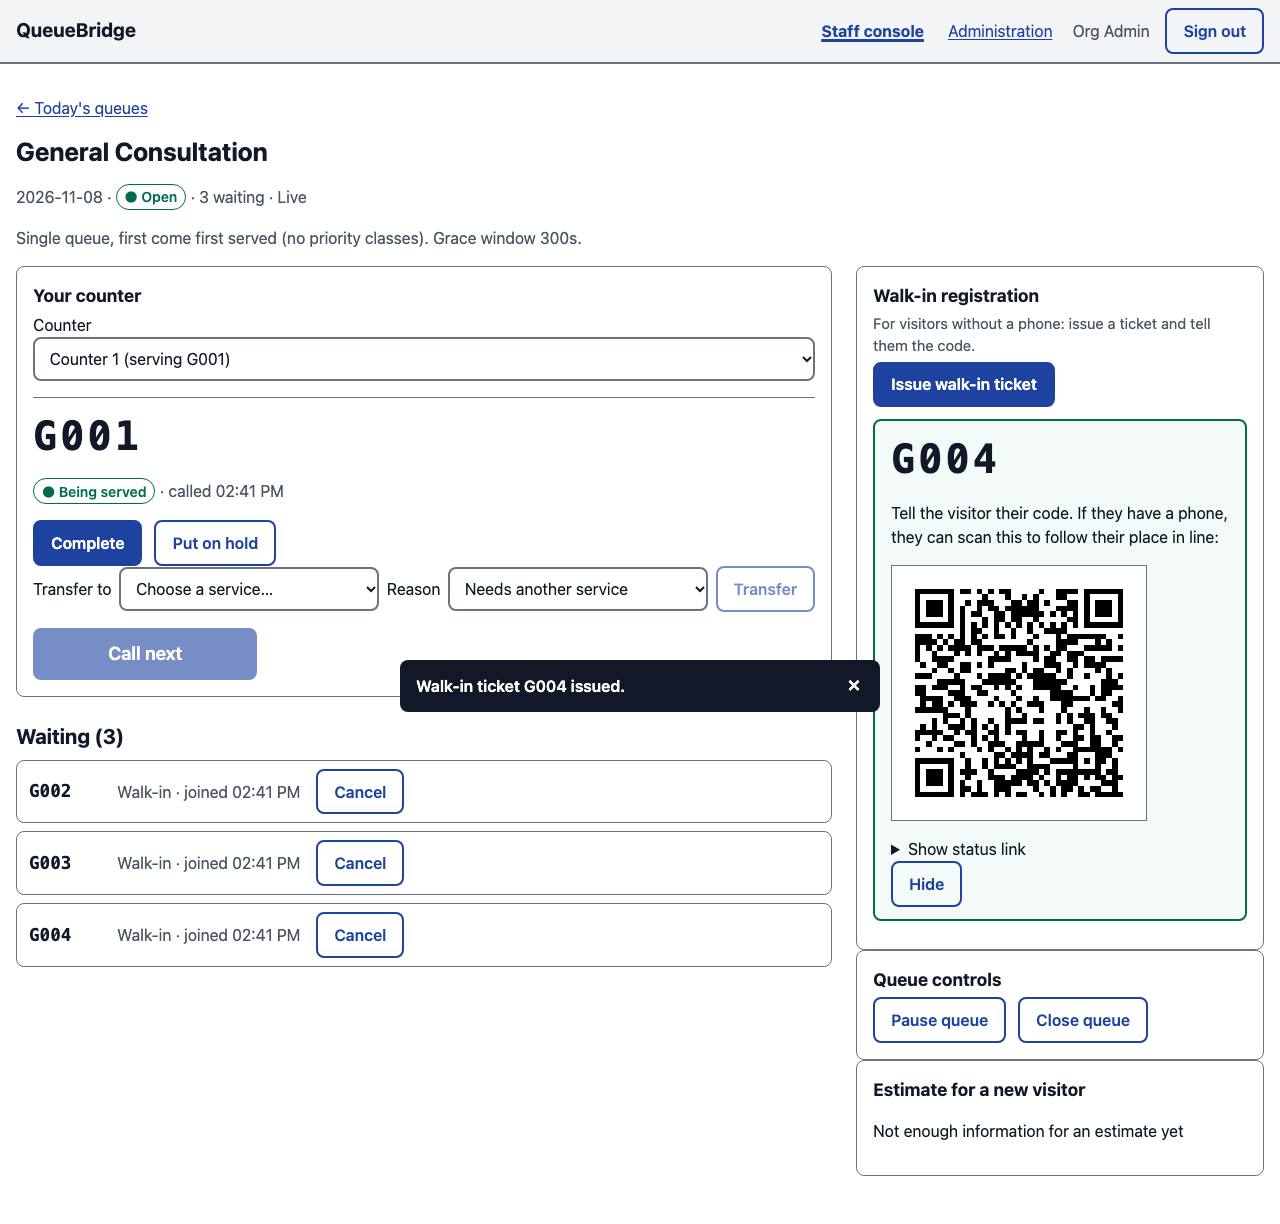 QueueBridge
Staff console Administration Org Admin Sign out
← Today's queues
General Consultation
2026-11-08 · Open · 3 waiting · Live
Single queue, first come first served (no priority classes). Grace window 300s.
Your counter
Counter
Counter 1 (serving G001)
G001
Being served · called 02:41 PM
Complete Put on hold
Transfer to Choose a service... Reason Needs another service Transfer
Call next
Waiting (3)
G002 Walk-in · joined 02:41 PM Cancel
G003 Walk-in · joined 02:41 PM Cancel
G004 Walk-in · joined 02:41 PM Cancel
Walk-in registration
For visitors without a phone: issue a ticket and tell
them the code.
Issue walk-in ticket
G004
Tell the visitor their code. If they have a phone,
they can scan this to follow their place in line:
Show status link
Hide
Queue controls
Pause queue Close queue
Estimate for a new visitor
Not enough information for an estimate yet
Walk-in ticket G004 issued. ×